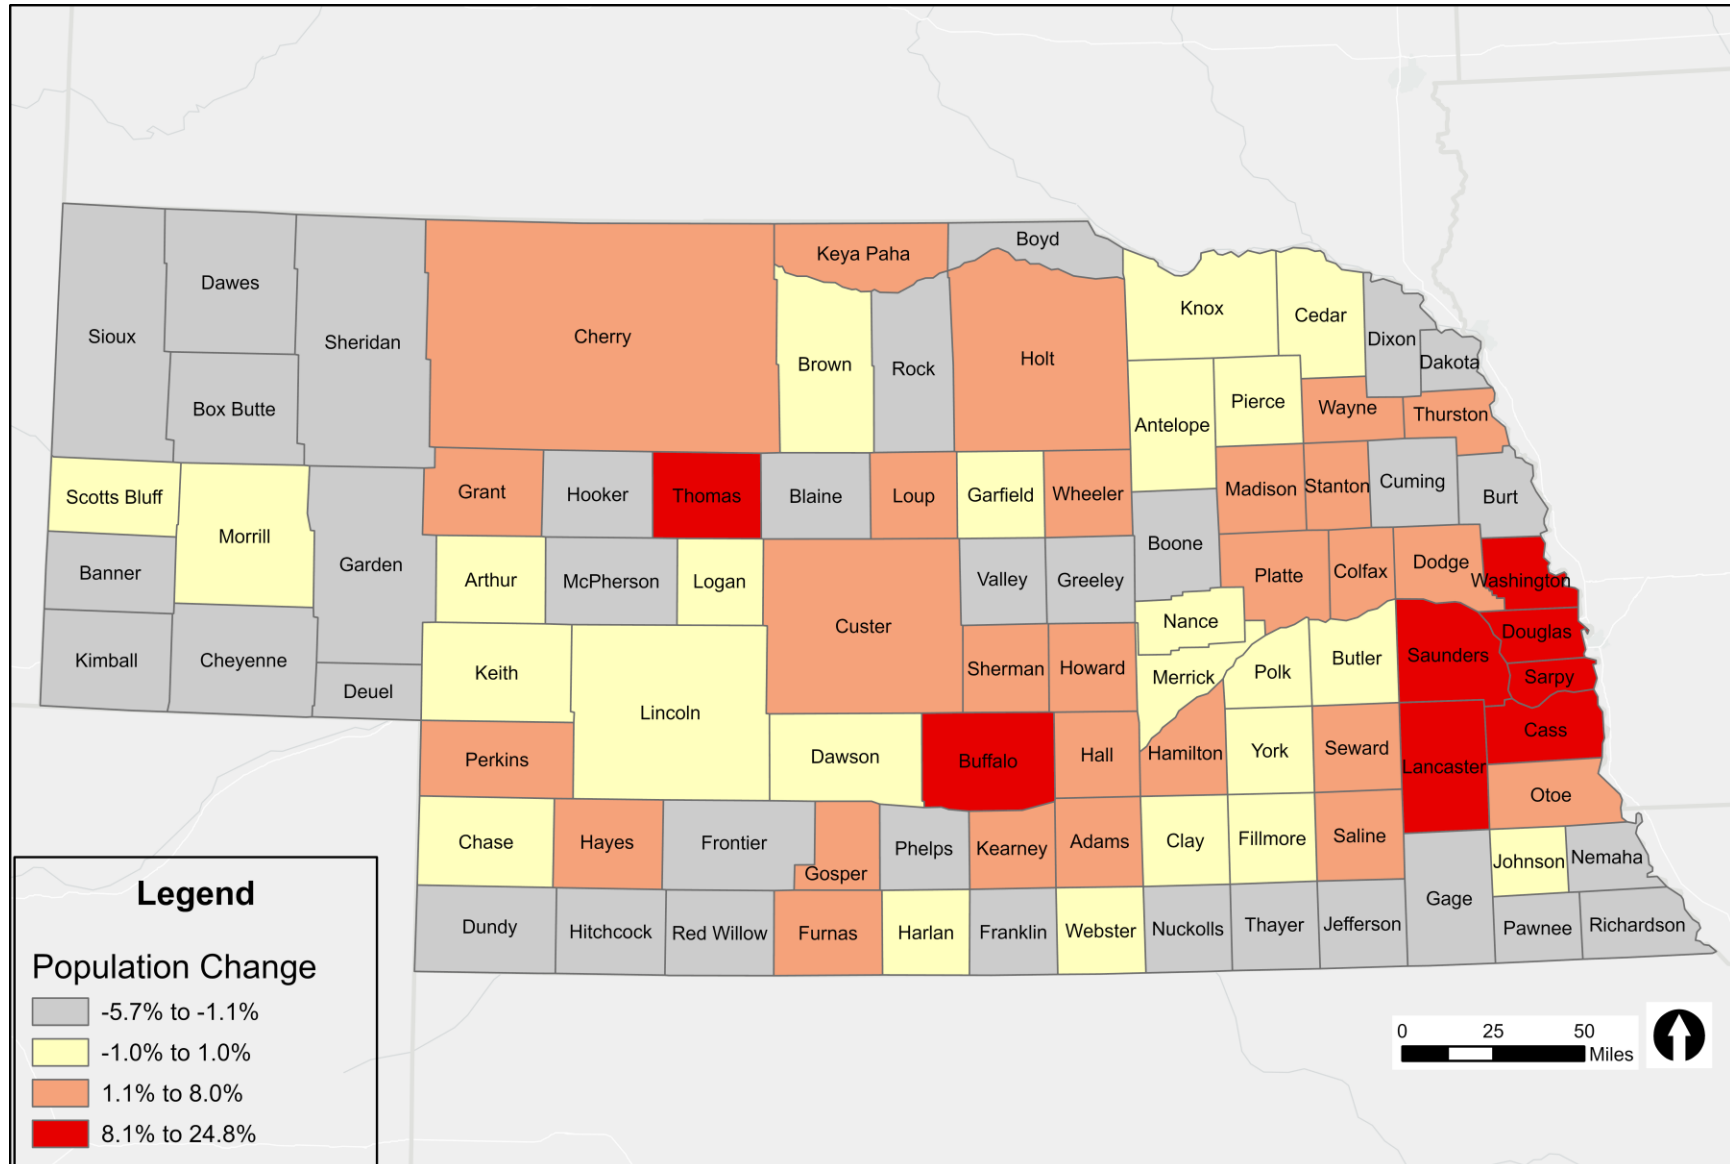 Boyd
Keya Paha
Dawes
Knox
Cedar
Sioux
Sheridan
Cherry
Dixon
Brown
Rock
Holt
Dakota
Box Butte
Pierce
Wayne
Thurston
Antelope
Scotts Bluff
Grant
Hooker
Thomas
Blaine
Loup
Garfield
Wheeler
Madison
Stanton
Cuming
Burt
Morrill
Boone
Banner
Garden
Arthur
McPherson
Logan
Valley
Greeley
Platte
Colfax
Dodge
Washington
Custer
Nance
Douglas
Kimball
Cheyenne
Keith
Sherman
Howard
Merrick
Polk
Butler
Saunders
Sarpy
Deuel
Lincoln
Perkins
Dawson
Buffalo
Hall
Hamilton
York
Seward
Lancaster
Cass
Otoe
Chase
Hayes
Frontier
Gosper
Phelps
Kearney
Adams
Clay
Fillmore
Saline
Johnson
Nemaha
Dundy
Hitchcock
Red Willow
Furnas
Harlan
Franklin
Webster
Nuckolls
Thayer
Jefferson
Gage
Pawnee
Richardson
Legend
Population Change
-5.7% to -1.1%
-1.0% to 1.0%
1.1% to 8.0%
8.1% to 24.8%
0 25 50
Miles